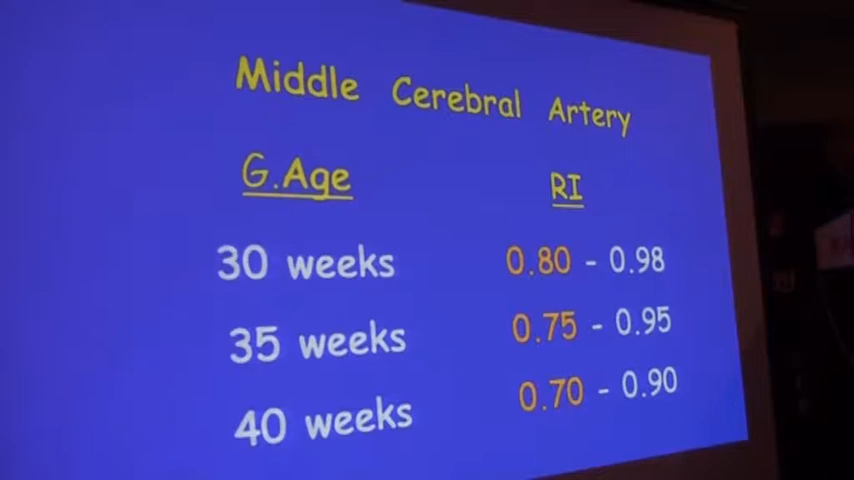 Middle Cerebral Artery
G.Age RI
30 weeks 0.80 - 0.98
35 weeks 0.75 - 0.95
40 weeks 0.70 - 0.90